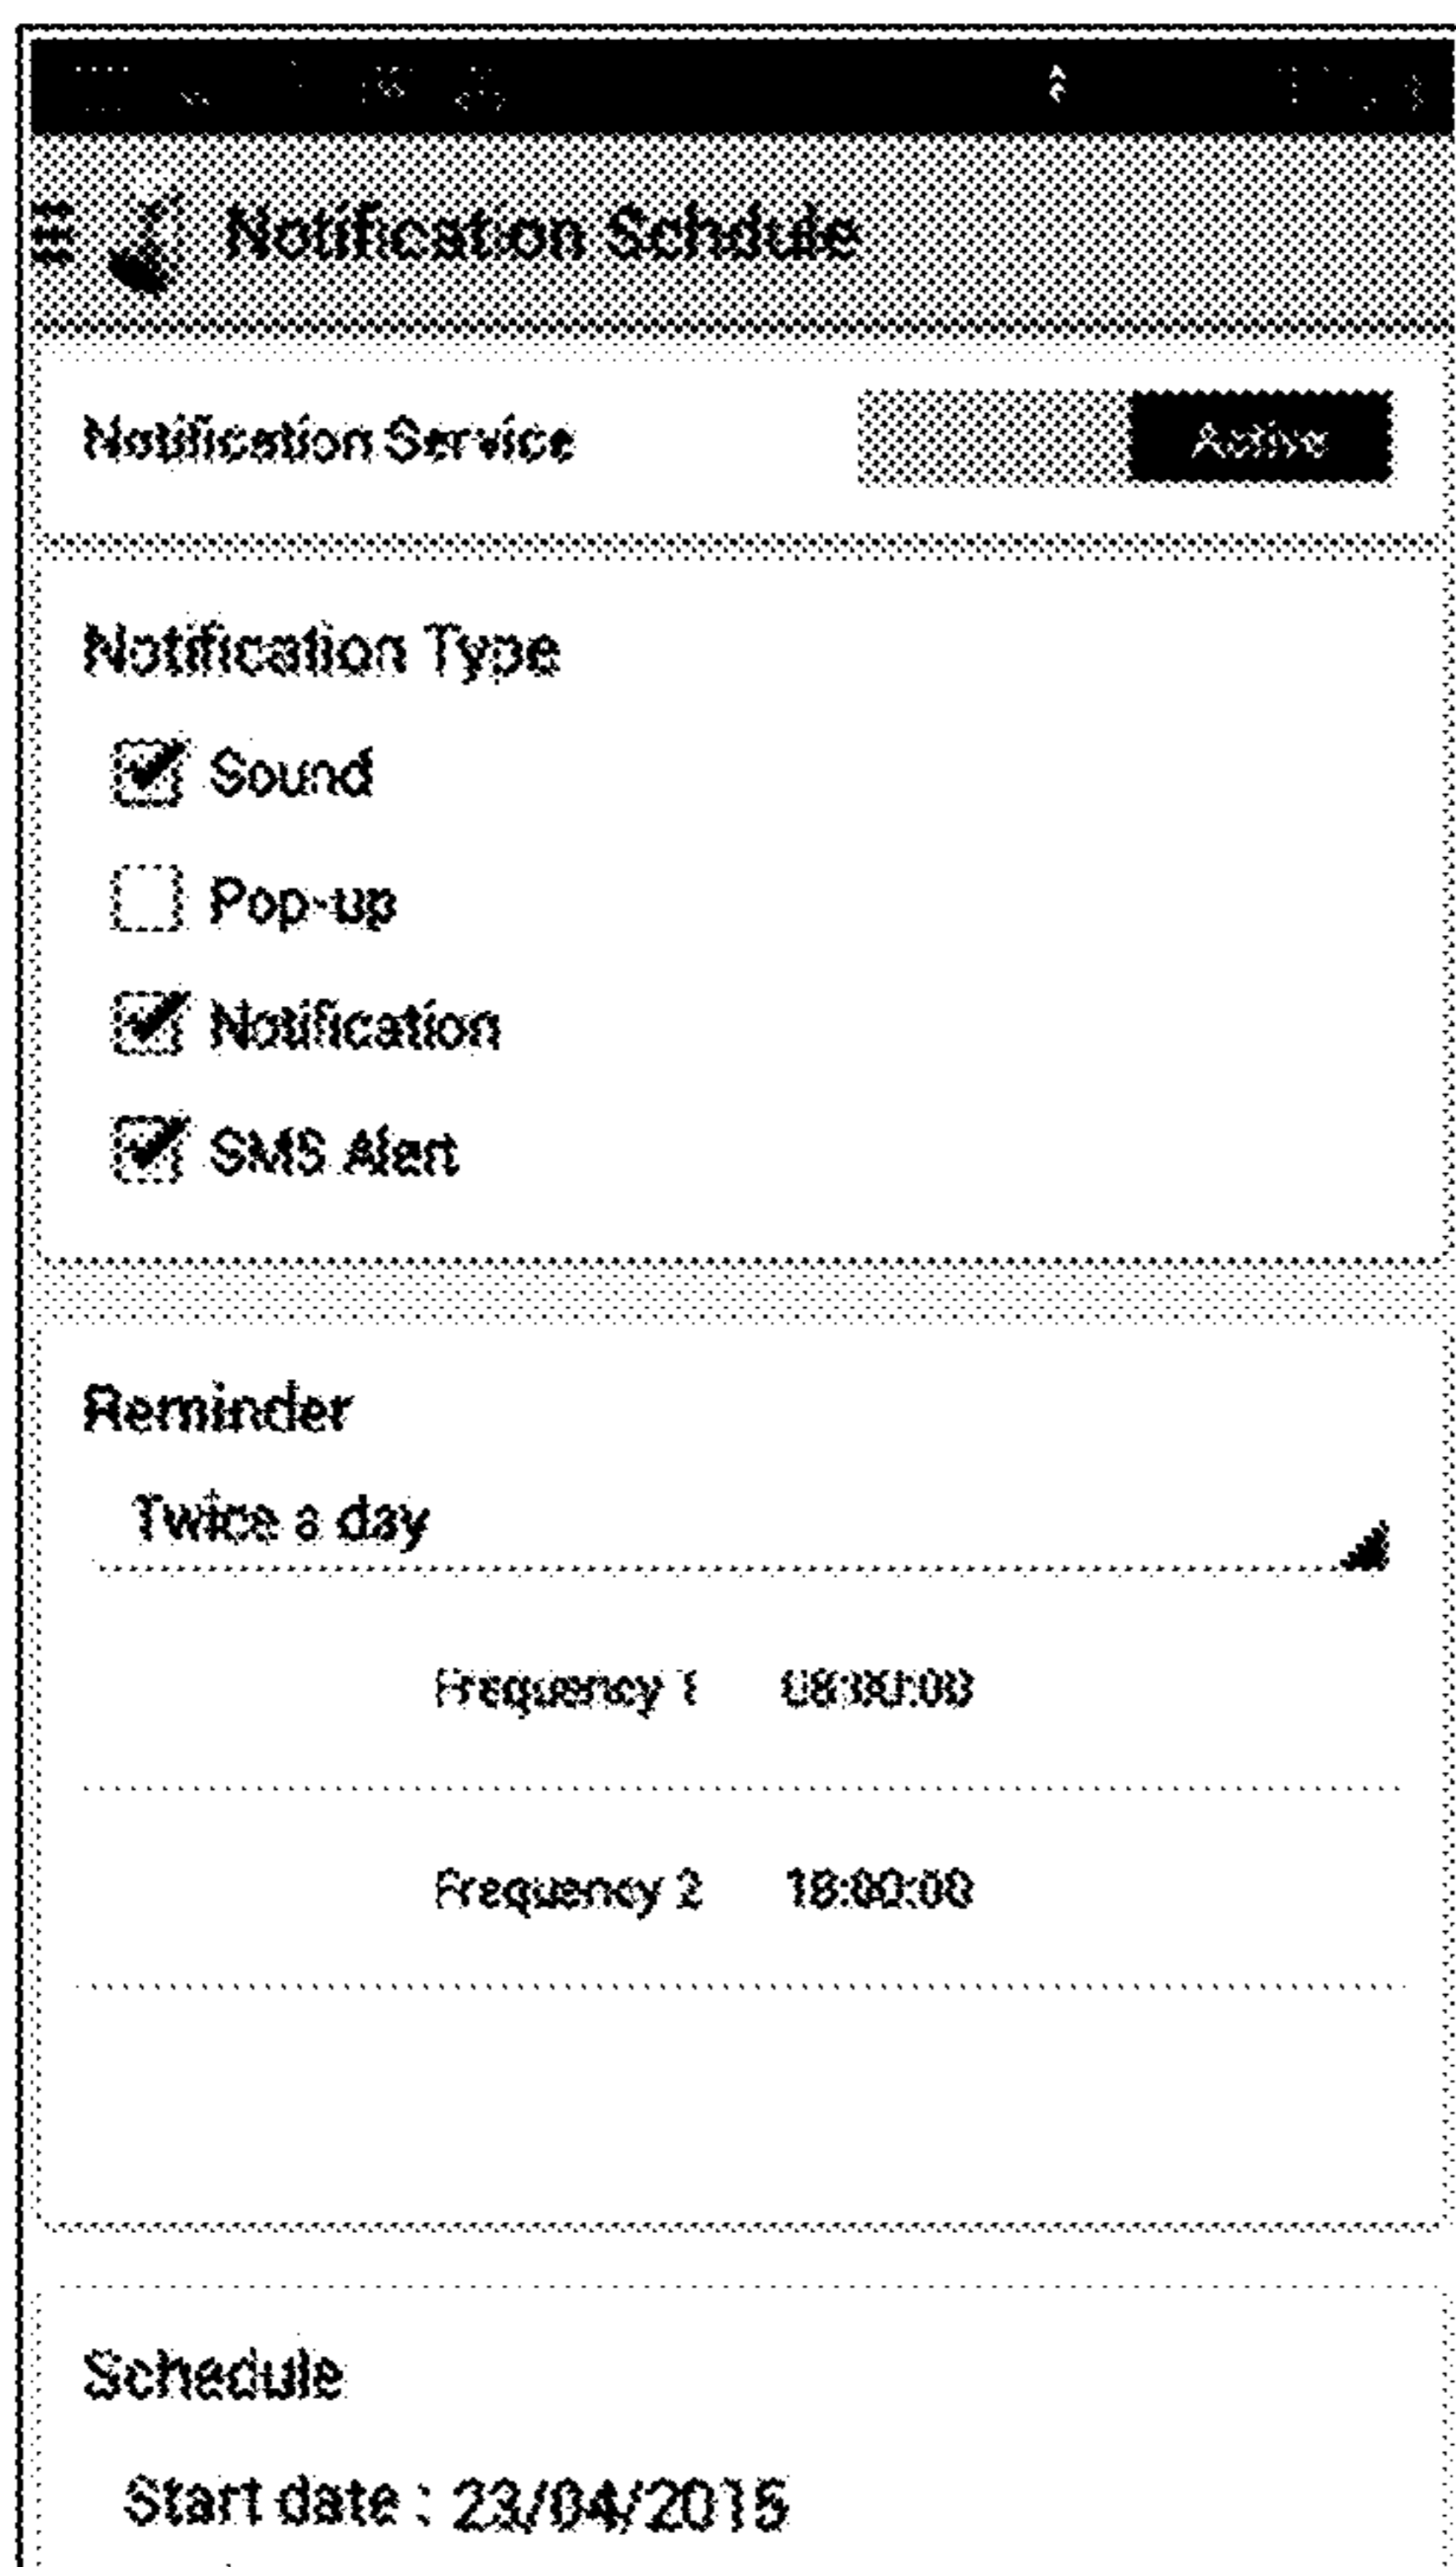 Notification Schdule
Notification Service
Active
Notification Type
Sound
Pop-up
Notification
SMS Alert
Reminder
Twice a day
Frequency 1 08:00:00
Frequency 2 18:00:00
Schedule
Start date : 23/04/2015